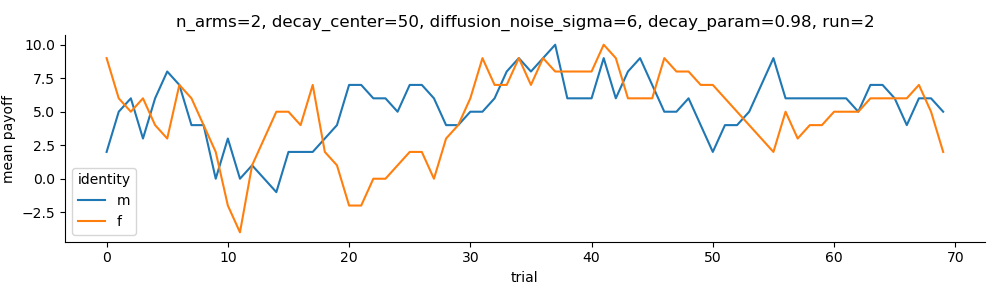 n_arms=2, decay_center=50, diffusion_noise_sigma=6, decay_param=0.98, run=2
mean payoff
10.0
7.5
5.0
2.5
0.0
−2.5
identity
m
f
0 10 20 30 40 50 60 70
trial